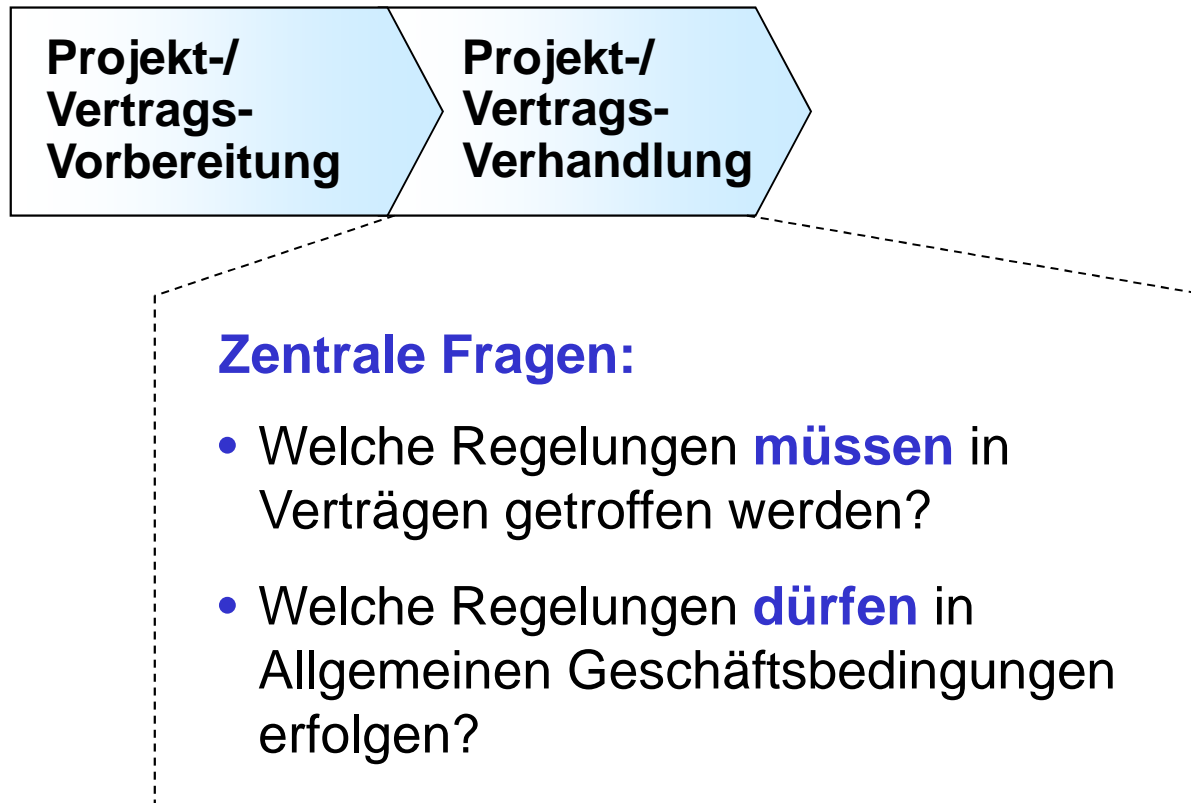 Projekt-/
Vertrags-
Vorbereitung
Projekt-/
Vertrags-
Verhandlung
Zentrale Fragen:
• Welche Regelungen müssen in
Verträgen getroffen werden?
• Welche Regelungen dürfen in
Allgemeinen Geschäftsbedingungen
erfolgen?